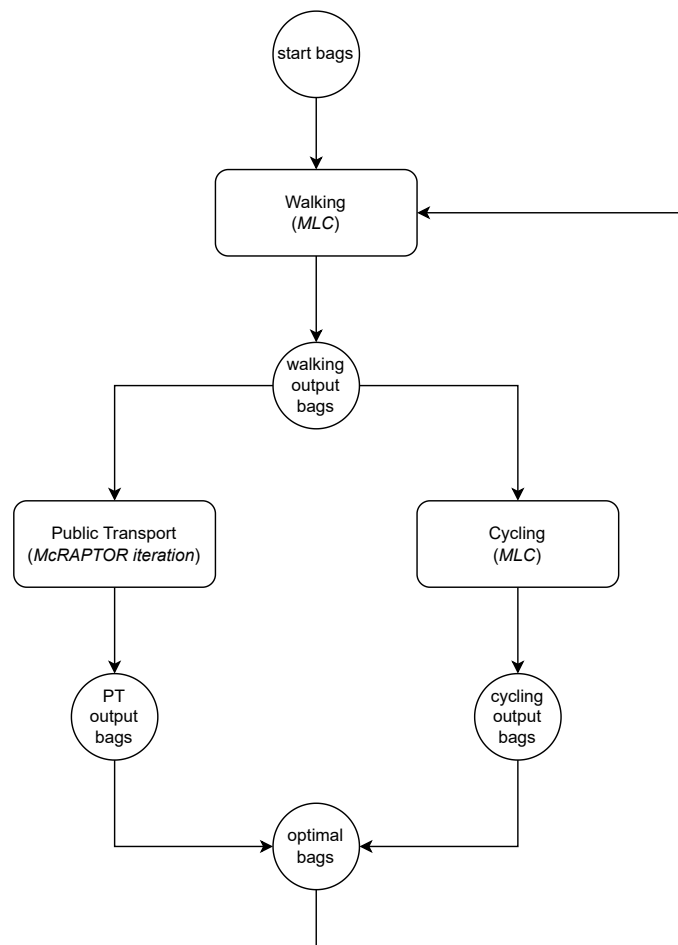 start bags
Walking
(MLC)
walking
output
bags
Public Transport
(McRAPTOR iteration)
Cycling
(MLC)
PT
output
bags
cycling
output
bags
optimal
bags